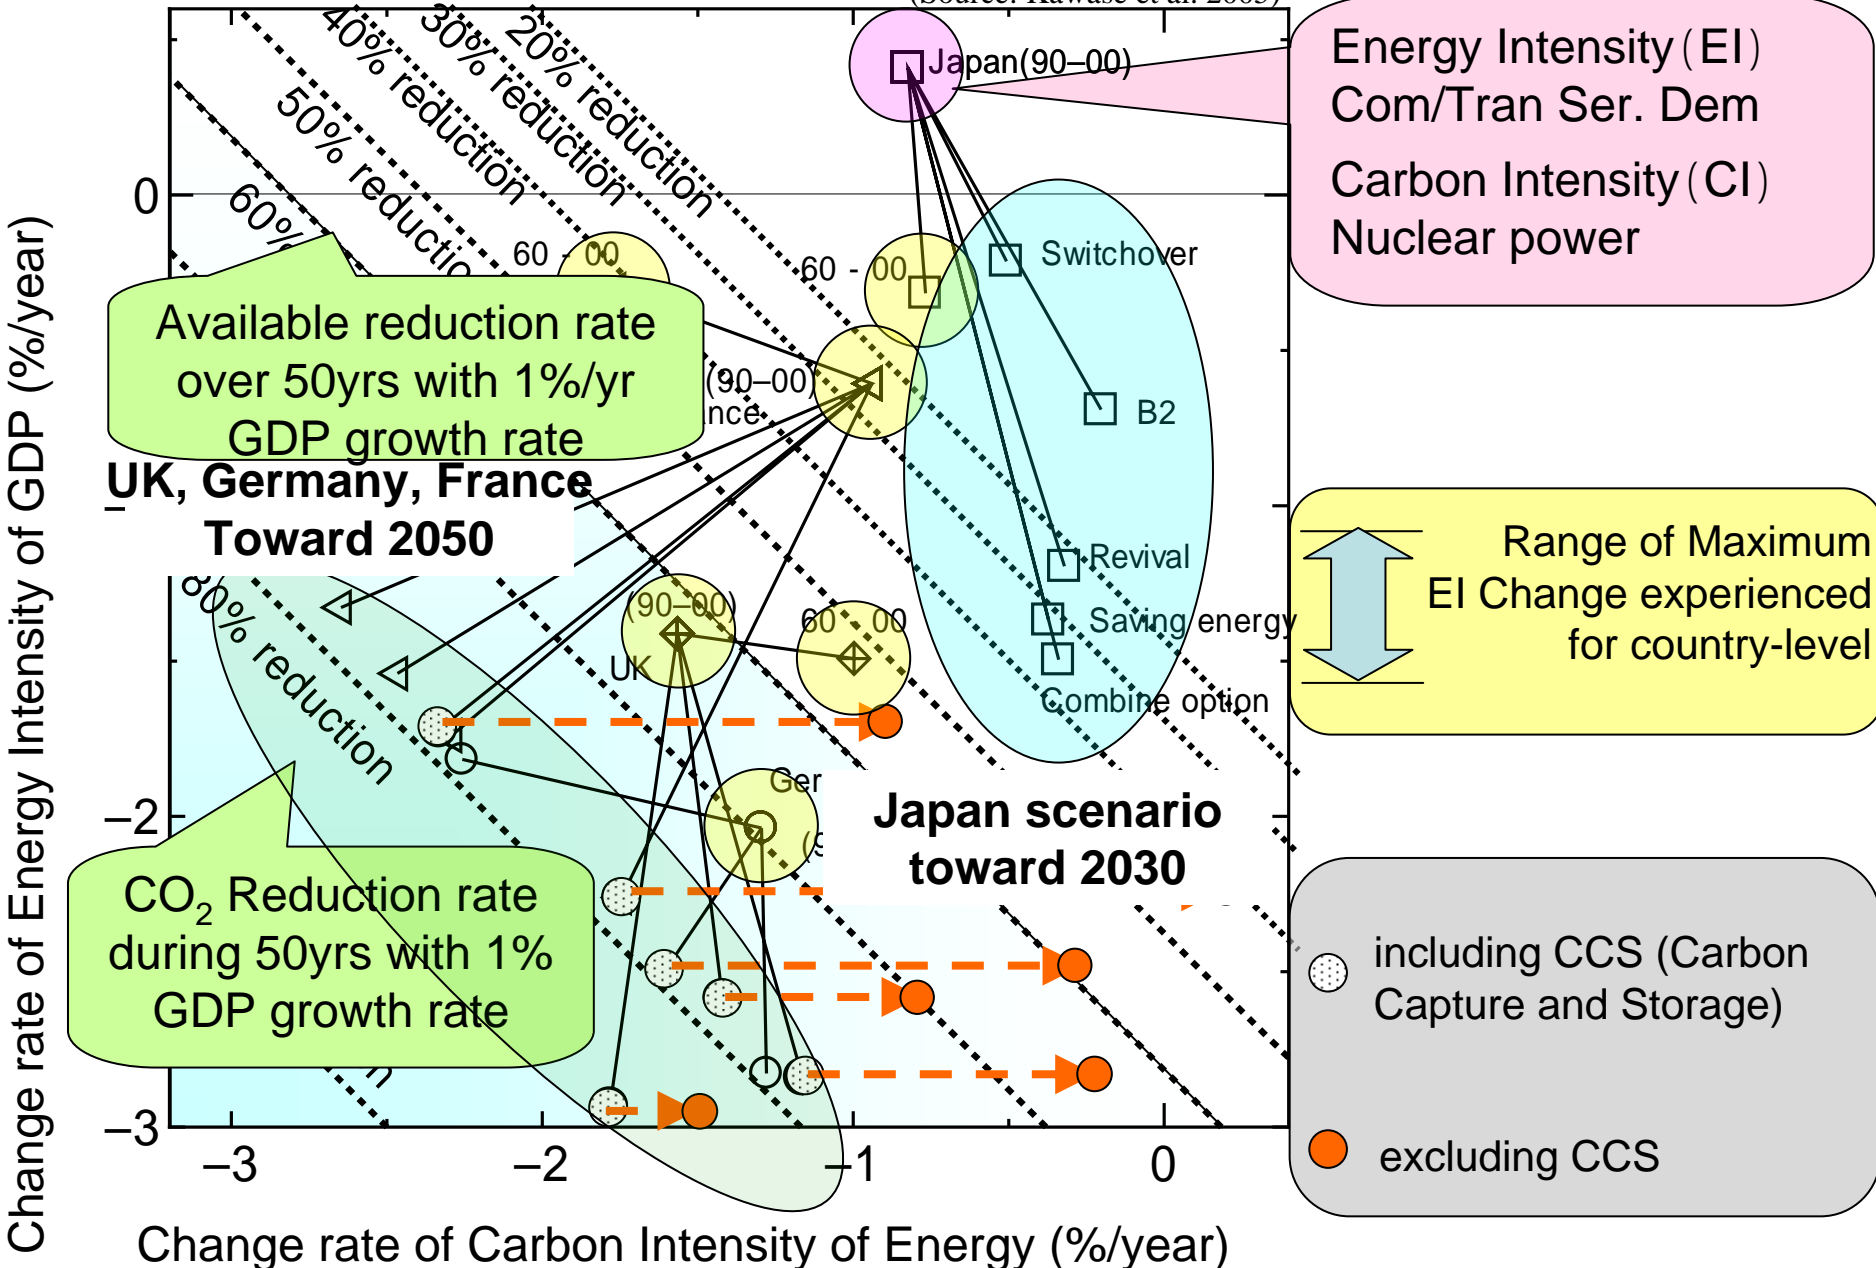 (Source: Kawase et al. 2005)
20% reduction
30% reduction
40% reduction
50% reduction
60%
80% reduction
Japan(90–00)
Energy Intensity(EI)
Com/Tran Ser. Dem
Carbon Intensity(CI)
Nuclear power
0
60 - 00
60 - 00
Switchover
Available reduction rate
over 50yrs with 1%/yr
GDP growth rate
(90–00)
B2
UK, Germany, France
Toward 2050
Range of Maximum
EI Change experienced
for country-level
Revival
(90–00)
60 00
Saving energy
UK
Combine option
Ger
Japan scenario
toward 2030
–2
CO2 Reduction rate
during 50yrs with 1%
GDP growth rate
including CCS (Carbon
Capture and Storage)
excluding CCS
–3
–3
–2
–1
0
Change rate of Energy Intensity of GDP (%/year)
Change rate of Carbon Intensity of Energy (%/year)